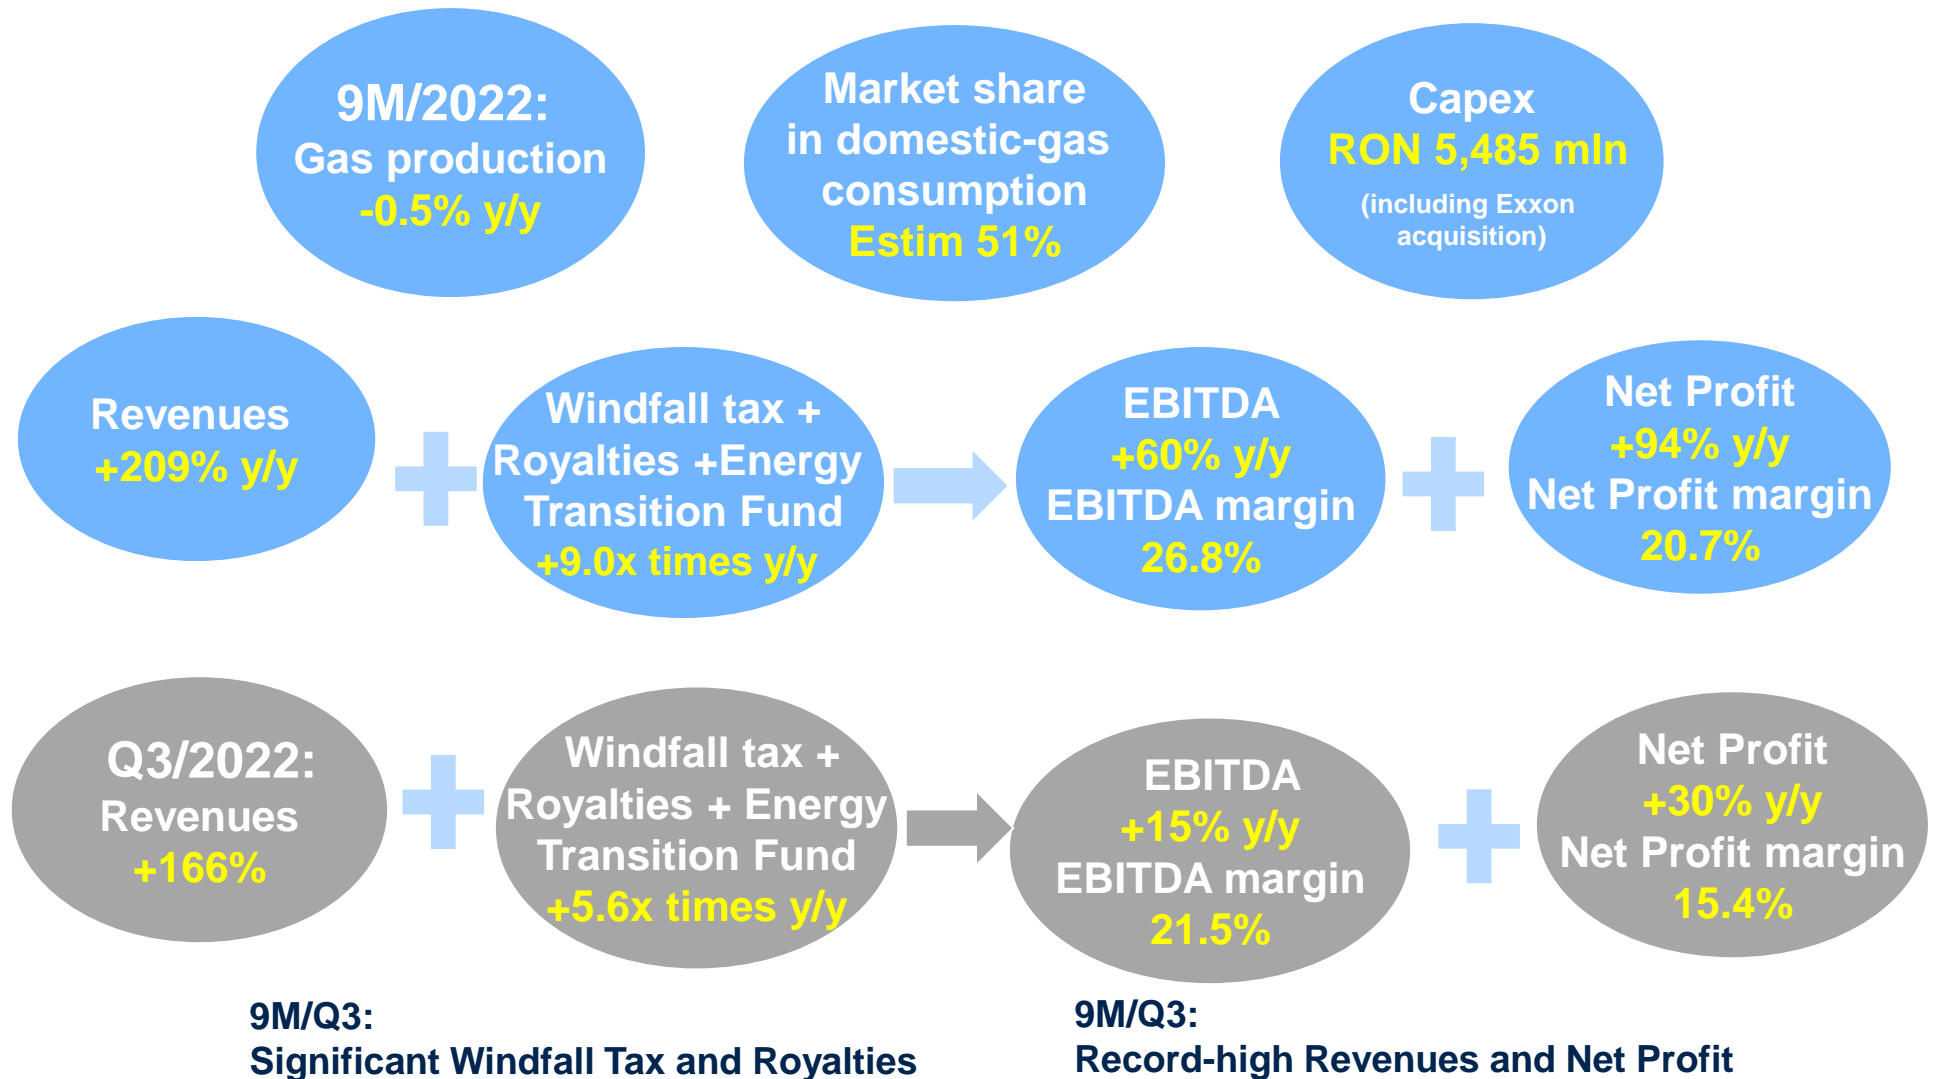 9M/2022:
Gas production
-0.5% y/y
Market share
in domestic-gas
consumption
Estim 51%
Capex
RON 5,485 mln
(including Exxon
acquisition)
Revenues
+209% y/y
Windfall tax +
Royalties +Energy
Transition Fund
+9.0x times y/y
EBITDA
+60% y/y
EBITDA margin
26.8%
Net Profit
+94% y/y
Net Profit margin
20.7%
Q3/2022:
Revenues
+166%
Windfall tax +
Royalties + Energy
Transition Fund
+5.6x times y/y
EBITDA
+15% y/y
EBITDA margin
21.5%
Net Profit
+30% y/y
Net Profit margin
15.4%
9M/Q3:
Significant Windfall Tax and Royalties
9M/Q3:
Record-high Revenues and Net Profit